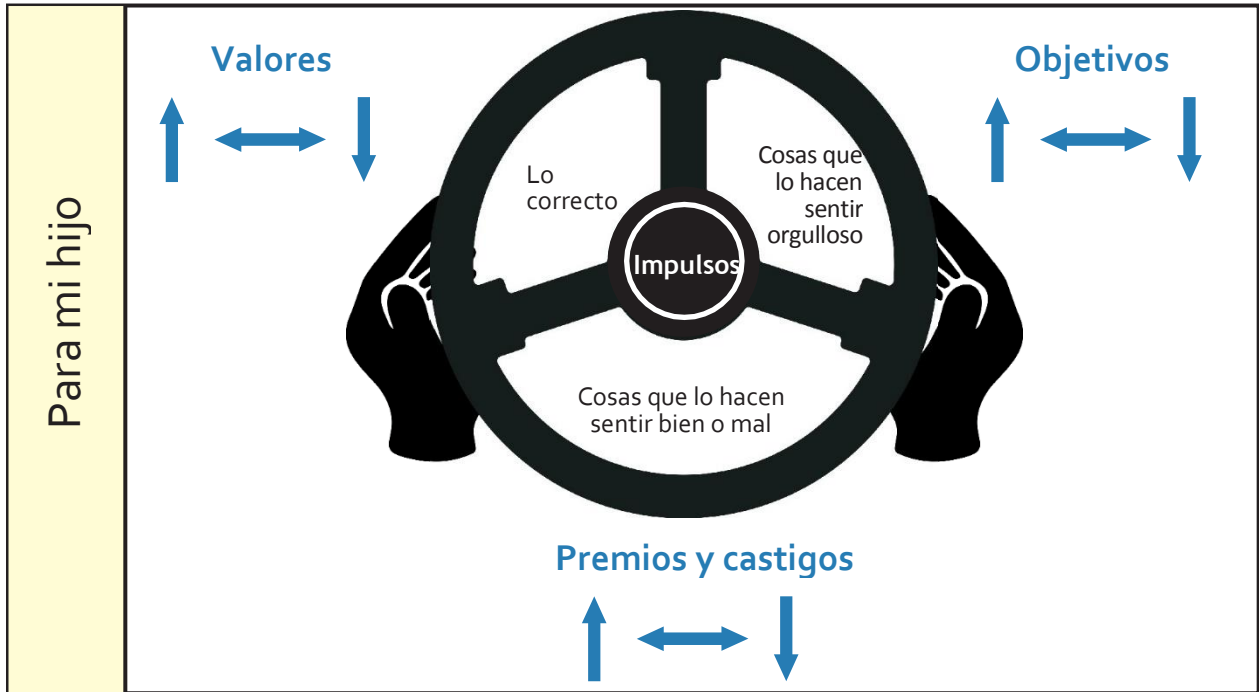 Para mi hijo
Valores
Objetivos
Lo
correcto
Cosas que
lo hacen
sentir
orgulloso
Impulsos
Cosas que lo hacen
sentir bien o mal
Premios y castigos